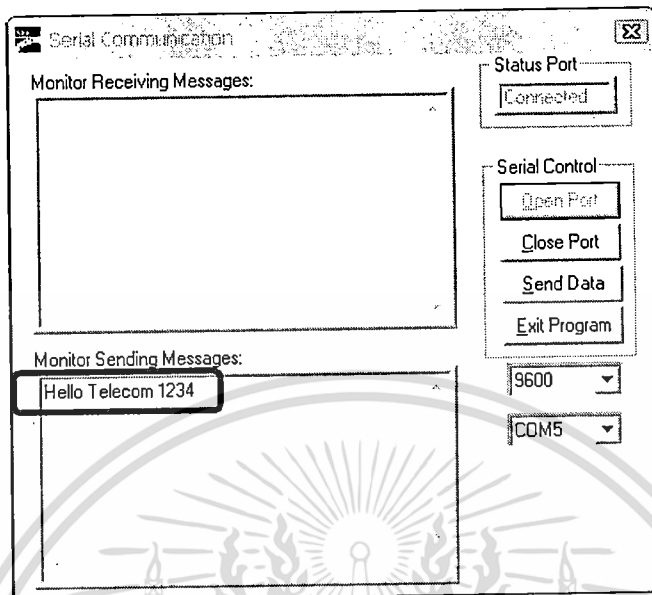 Serial Communication
Monitor Receiving Messages:
Status Port
Connected
Serial Control
Open Port
Close Port
Send Data
Exit Program
Monitor Sending Messages:
Hello Telecom 1234
9600
COM5